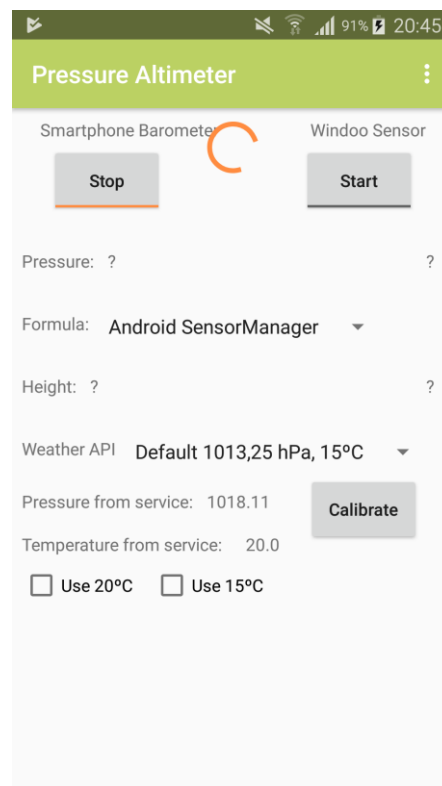 91% 20:45
Pressure Altimeter
Smartphone Barometer Windoo Sensor
Stop Start
Pressure: ? ?
Formula: Android SensorManager
Height: ? ?
Weather API Default 1013,25 hPa, 15ºC
Pressure from service: 1018.11 Calibrate
Temperature from service: 20.0
Use 20ºC Use 15ºC